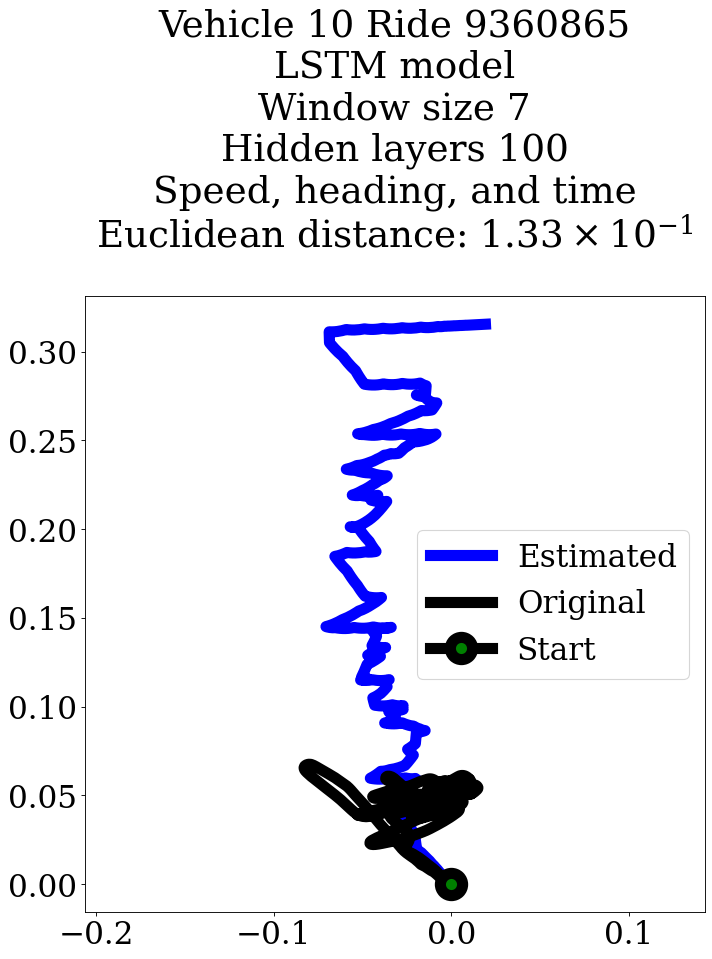 Vehicle 10 Ride 9360865
LSTM model
Window size 7
Hidden layers 100
Speed, heading, and time
Euclidean distance: 1.33 × 10⁻¹
0.30
0.25
0.20
0.15
0.10
0.05
0.00
Estimated
Original
Start
−0.2
−0.1
0.0
0.1